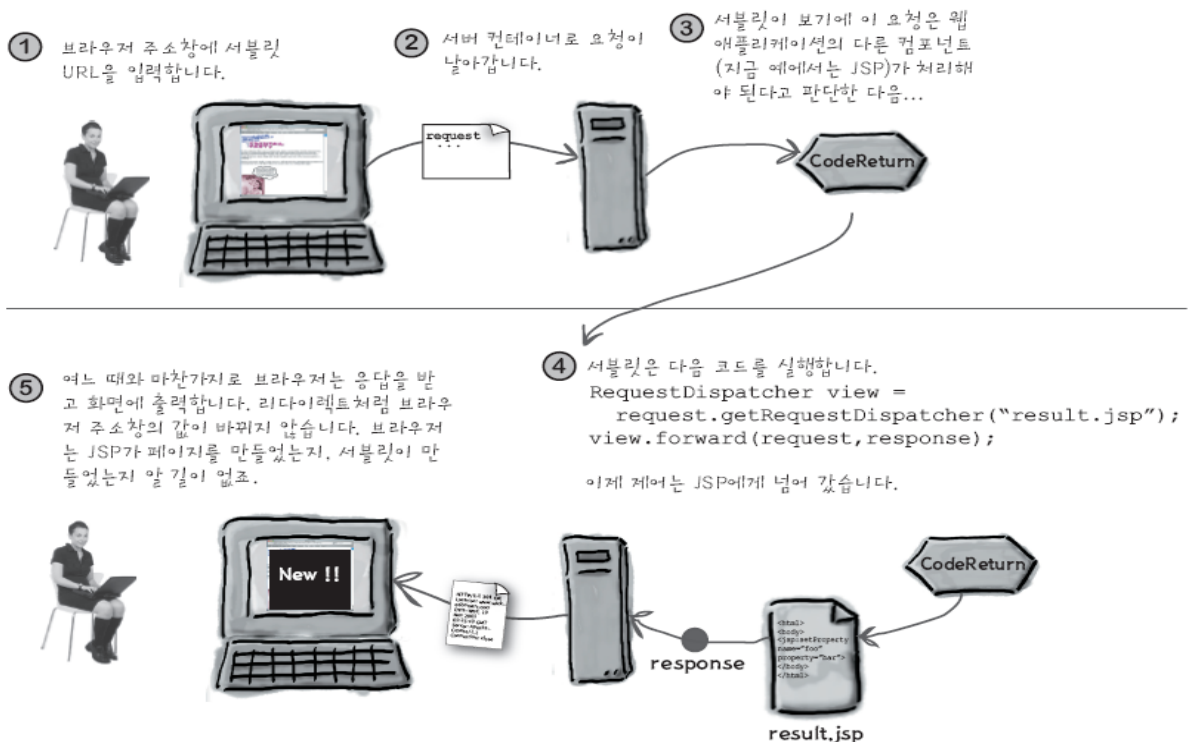 1
브라우저 주소창에 서블릿
URL을 입력합니다.
2
서버 컨테이너로 요청이
날아갑니다.
3
서블릿이 보기에 이 요청은 웹
애플리케이션의 다른 컴포넌트
(지금 예에서는 JSP)가 처리해
야 된다고 판단한 다음...
request
...
CodeReturn
4
서블릿은 다음 코드를 실행합니다.
RequestDispatcher view =
request.getRequestDispatcher(“result.jsp”);
view.forward(request,response);
이제 제어는 JSP에게 넘어 갔습니다.
5
여느 때와 마찬가지로 브라우저는 응답을 받
고 화면에 출력합니다. 리다이렉트처럼 브라우
저 주소창의 값이 바뀌지 않습니다. 브라우저
는 JSP가 페이지를 만들었는지, 서블릿이 만
들었는지 알 길이 없죠.
New !!
response
CodeReturn
<html>
<body>
<jsp:setProperty
name="foo"
property="bar">
</body>
</html>
result.jsp